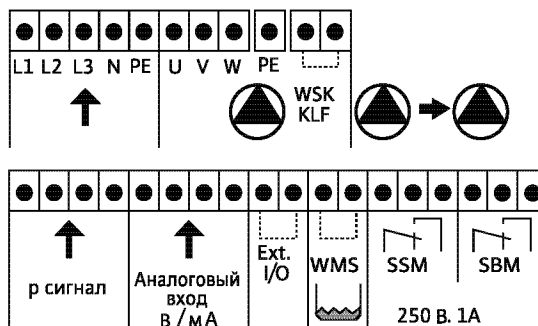 L1 L2 L3 N PE U V W PE
WSK
KLF
Ext.
I/O
WMS
SSM
SBM
р сигнал
Аналоговый
вход
В / мА
250 В. 1А